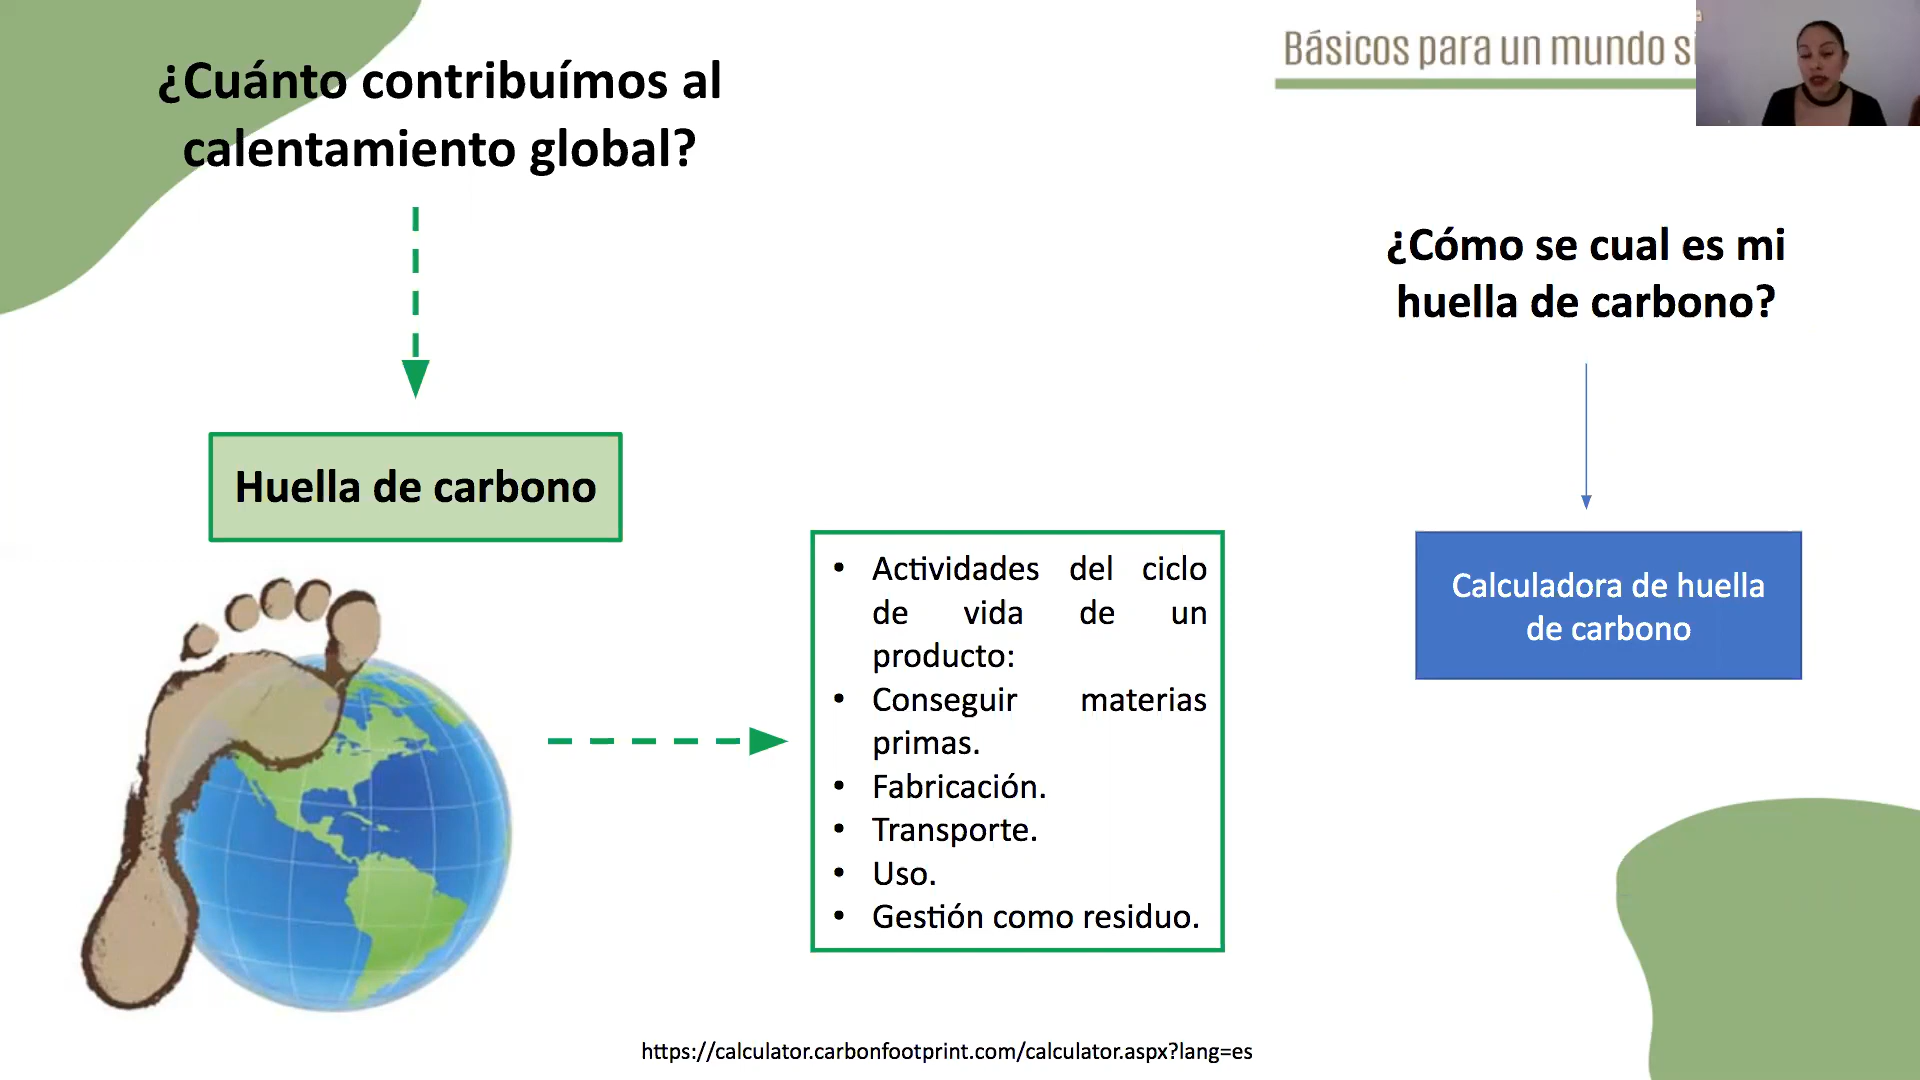 ¿Cuánto contribuímos al
calentamiento global?
Básicos para un mundo
¿Cómo se cual es mi
huella de carbono?
Huella de carbono
• Actividades del ciclo
de vida de un
producto:
• Conseguir materias
primas.
• Fabricación.
• Transporte.
• Uso.
• Gestión como residuo.
Calculadora de huella
de carbono
https://calculator.carbonfootprint.com/calculator.aspx?lang=es